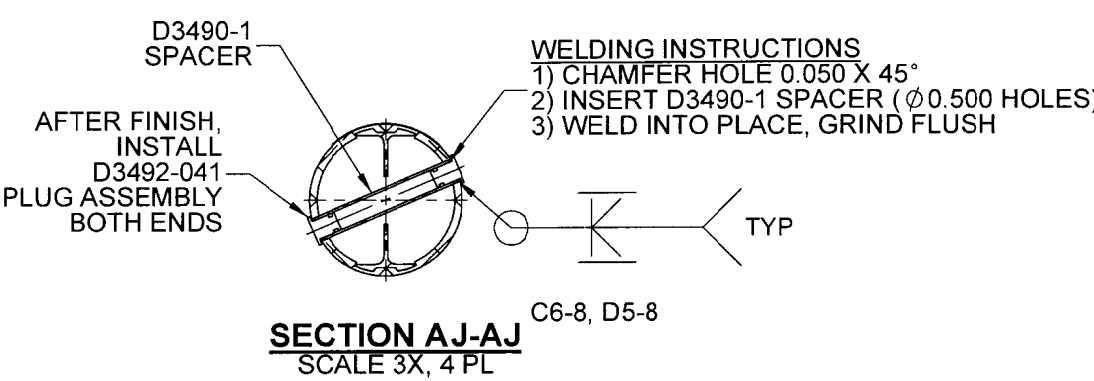 D3490-1
SPACER
AFTER FINISH,
INSTALL
D3492-041
PLUG ASSEMBLY
BOTH ENDS
WELDING INSTRUCTIONS
1) CHAMFER HOLE 0.050 X 45°
2) INSERT D3490-1 SPACER (∅0.500 HOLES)
3) WELD INTO PLACE, GRIND FLUSH
TYP
C6-8, D5-8
SECTION AJ-AJ
SCALE 3X, 4 PL